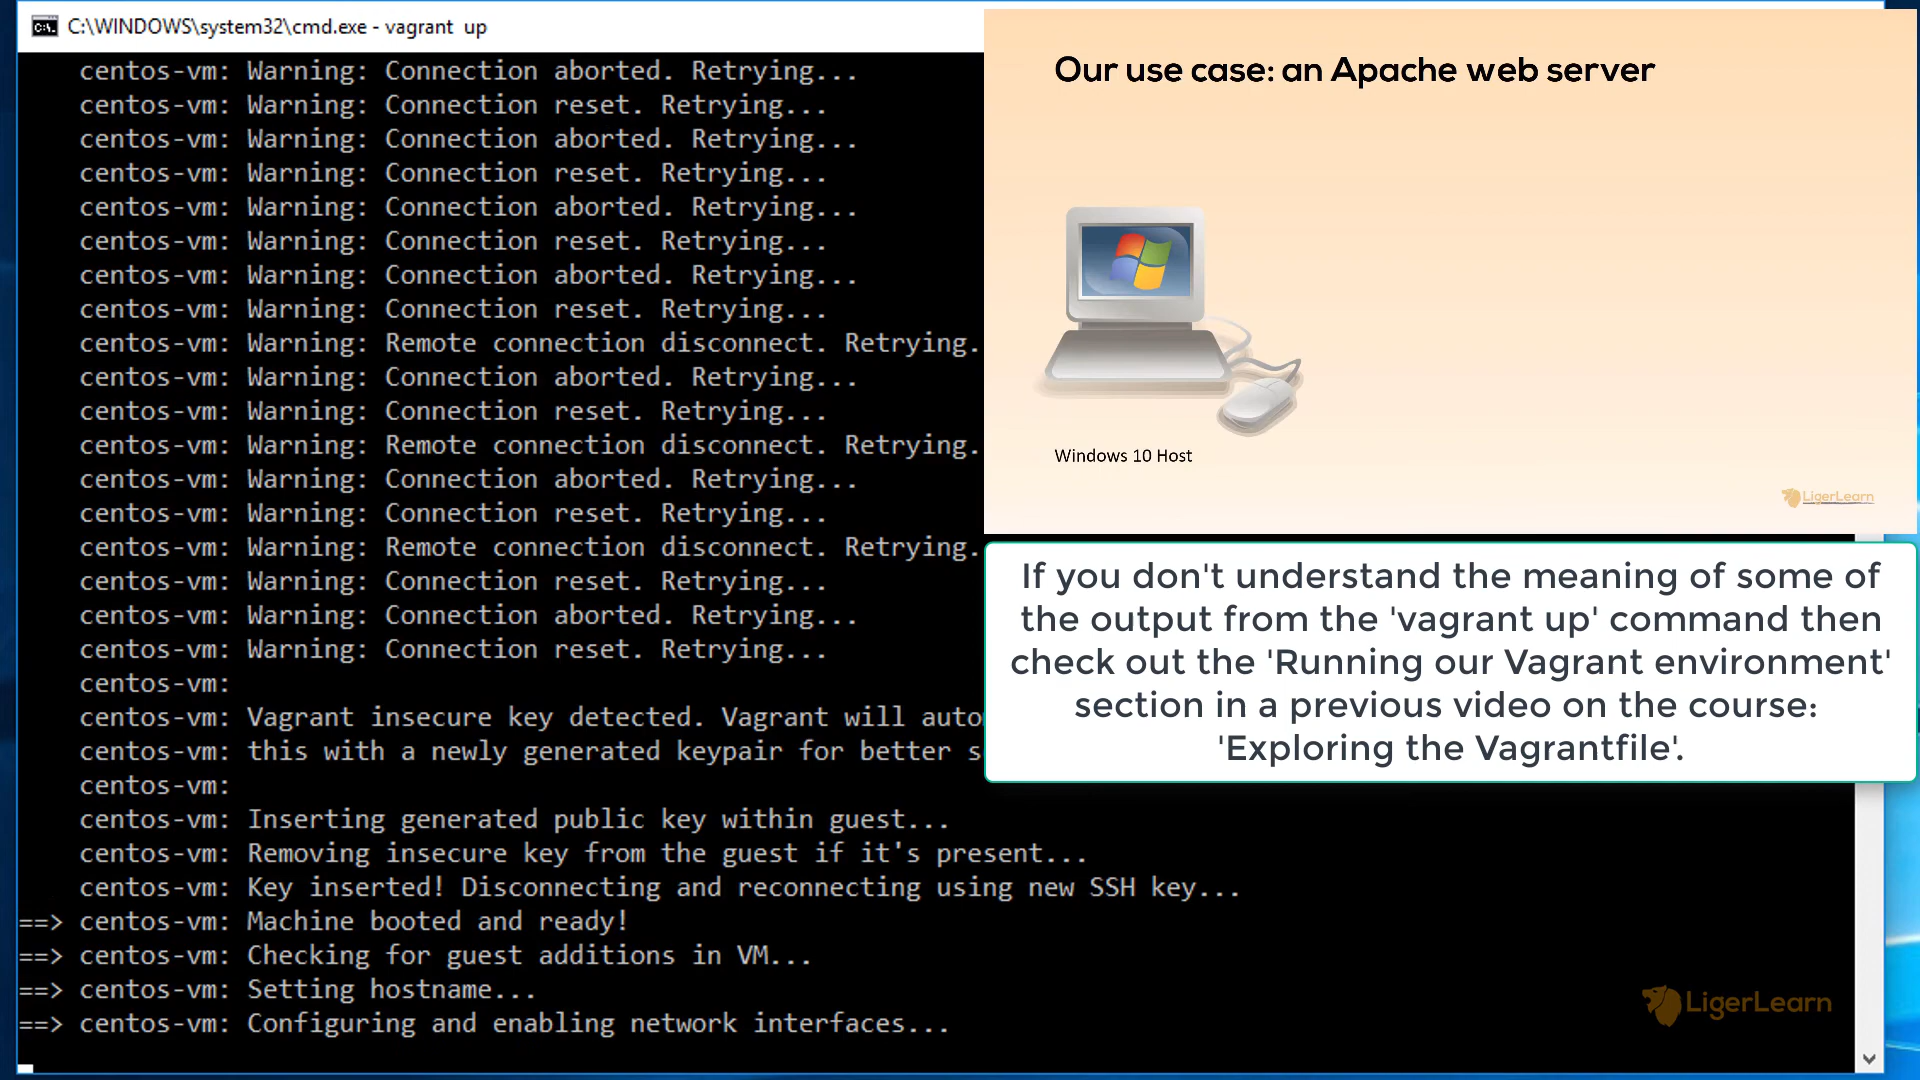 C:\WINDOWS\system32\cmd.exe - vagrant up
centos-vm: Warning: Connection aborted. Retrying...
centos-vm: Warning: Connection reset. Retrying...
centos-vm: Warning: Connection aborted. Retrying...
centos-vm: Warning: Connection reset. Retrying...
centos-vm: Warning: Connection aborted. Retrying...
centos-vm: Warning: Connection reset. Retrying...
centos-vm: Warning: Connection aborted. Retrying...
centos-vm: Warning: Connection reset. Retrying...
centos-vm: Warning: Remote connection disconnect. Retrying.
centos-vm: Warning: Connection aborted. Retrying...
centos-vm: Warning: Connection reset. Retrying...
centos-vm: Warning: Remote connection disconnect. Retrying.
centos-vm: Warning: Connection aborted. Retrying...
centos-vm: Warning: Connection reset. Retrying...
centos-vm: Warning: Remote connection disconnect. Retrying.
centos-vm: Warning: Connection reset. Retrying...
centos-vm: Warning: Connection aborted. Retrying...
centos-vm: Warning: Connection reset. Retrying...
centos-vm:
centos-vm: Vagrant insecure key detected. Vagrant will auto
centos-vm: this with a newly generated keypair for better s
centos-vm:
centos-vm: Inserting generated public key within guest...
centos-vm: Removing insecure key from the guest if it's present...
centos-vm: Key inserted! Disconnecting and reconnecting using new SSH key...
==> centos-vm: Machine booted and ready!
==> centos-vm: Checking for guest additions in VM...
==> centos-vm: Setting hostname...
==> centos-vm: Configuring and enabling network interfaces...
Our use case: an Apache web server
Windows 10 Host
LigerLearn
If you don't understand the meaning of some of
the output from the 'vagrant up' command then
check out the 'Running our Vagrant environment'
section in a previous video on the course:
'Exploring the Vagrantfile'.
LigerLearn